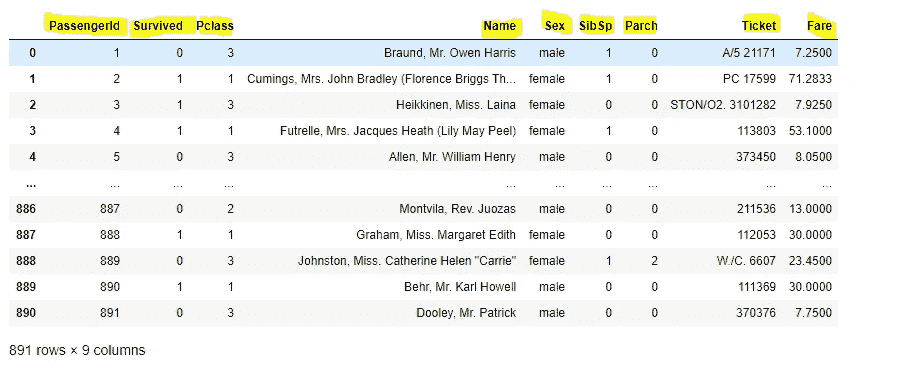 PassengerId Survived Pclass Name Sex SibSp Parch Ticket Fare
0 1 0 3 Braund, Mr. Owen Harris male 1 0 A/5 21171 7.2500
1 2 1 1 Cumings, Mrs. John Bradley (Florence Briggs Th... female 1 0 PC 17599 71.2833
2 3 1 3 Heikkinen, Miss. Laina female 0 0 STON/O2. 3101282 7.9250
3 4 1 1 Futrelle, Mrs. Jacques Heath (Lily May Peel) female 1 0 113803 53.1000
4 5 0 3 Allen, Mr. William Henry male 0 0 373450 8.0500
... ... ... ... ... ... ... ... ... ...
886 887 0 2 Montvila, Rev. Juozas male 0 0 211536 13.0000
887 888 1 1 Graham, Miss. Margaret Edith female 0 0 112053 30.0000
888 889 0 3 Johnston, Miss. Catherine Helen "Carrie" female 1 2 W./C. 6607 23.4500
889 890 1 1 Behr, Mr. Karl Howell male 0 0 111369 30.0000
890 891 0 3 Dooley, Mr. Patrick male 0 0 370376 7.7500
891 rows × 9 columns